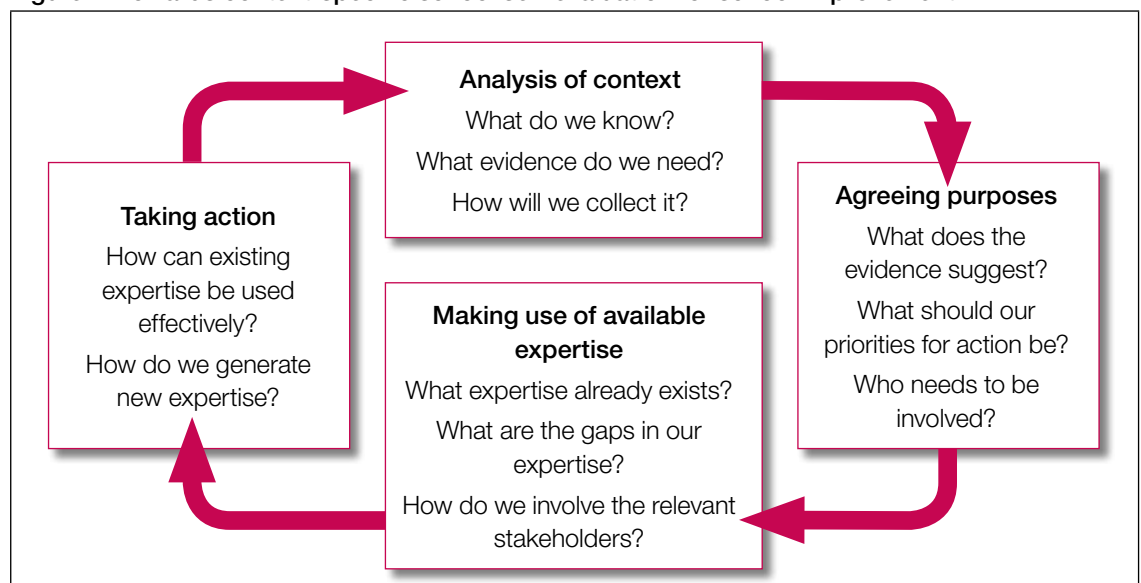 Analysis of context
What do we know?
What evidence do we need?
How will we collect it?
Agreeing purposes
What does the
evidence suggest?
What should our
priorities for action be?
Who needs to be
involved?
Making use of available
expertise
What expertise already exists?
What are the gaps in our
expertise?
How do we involve the relevant
stakeholders?
Taking action
How can existing
expertise be used
effectively?
How do we generate
new expertise?